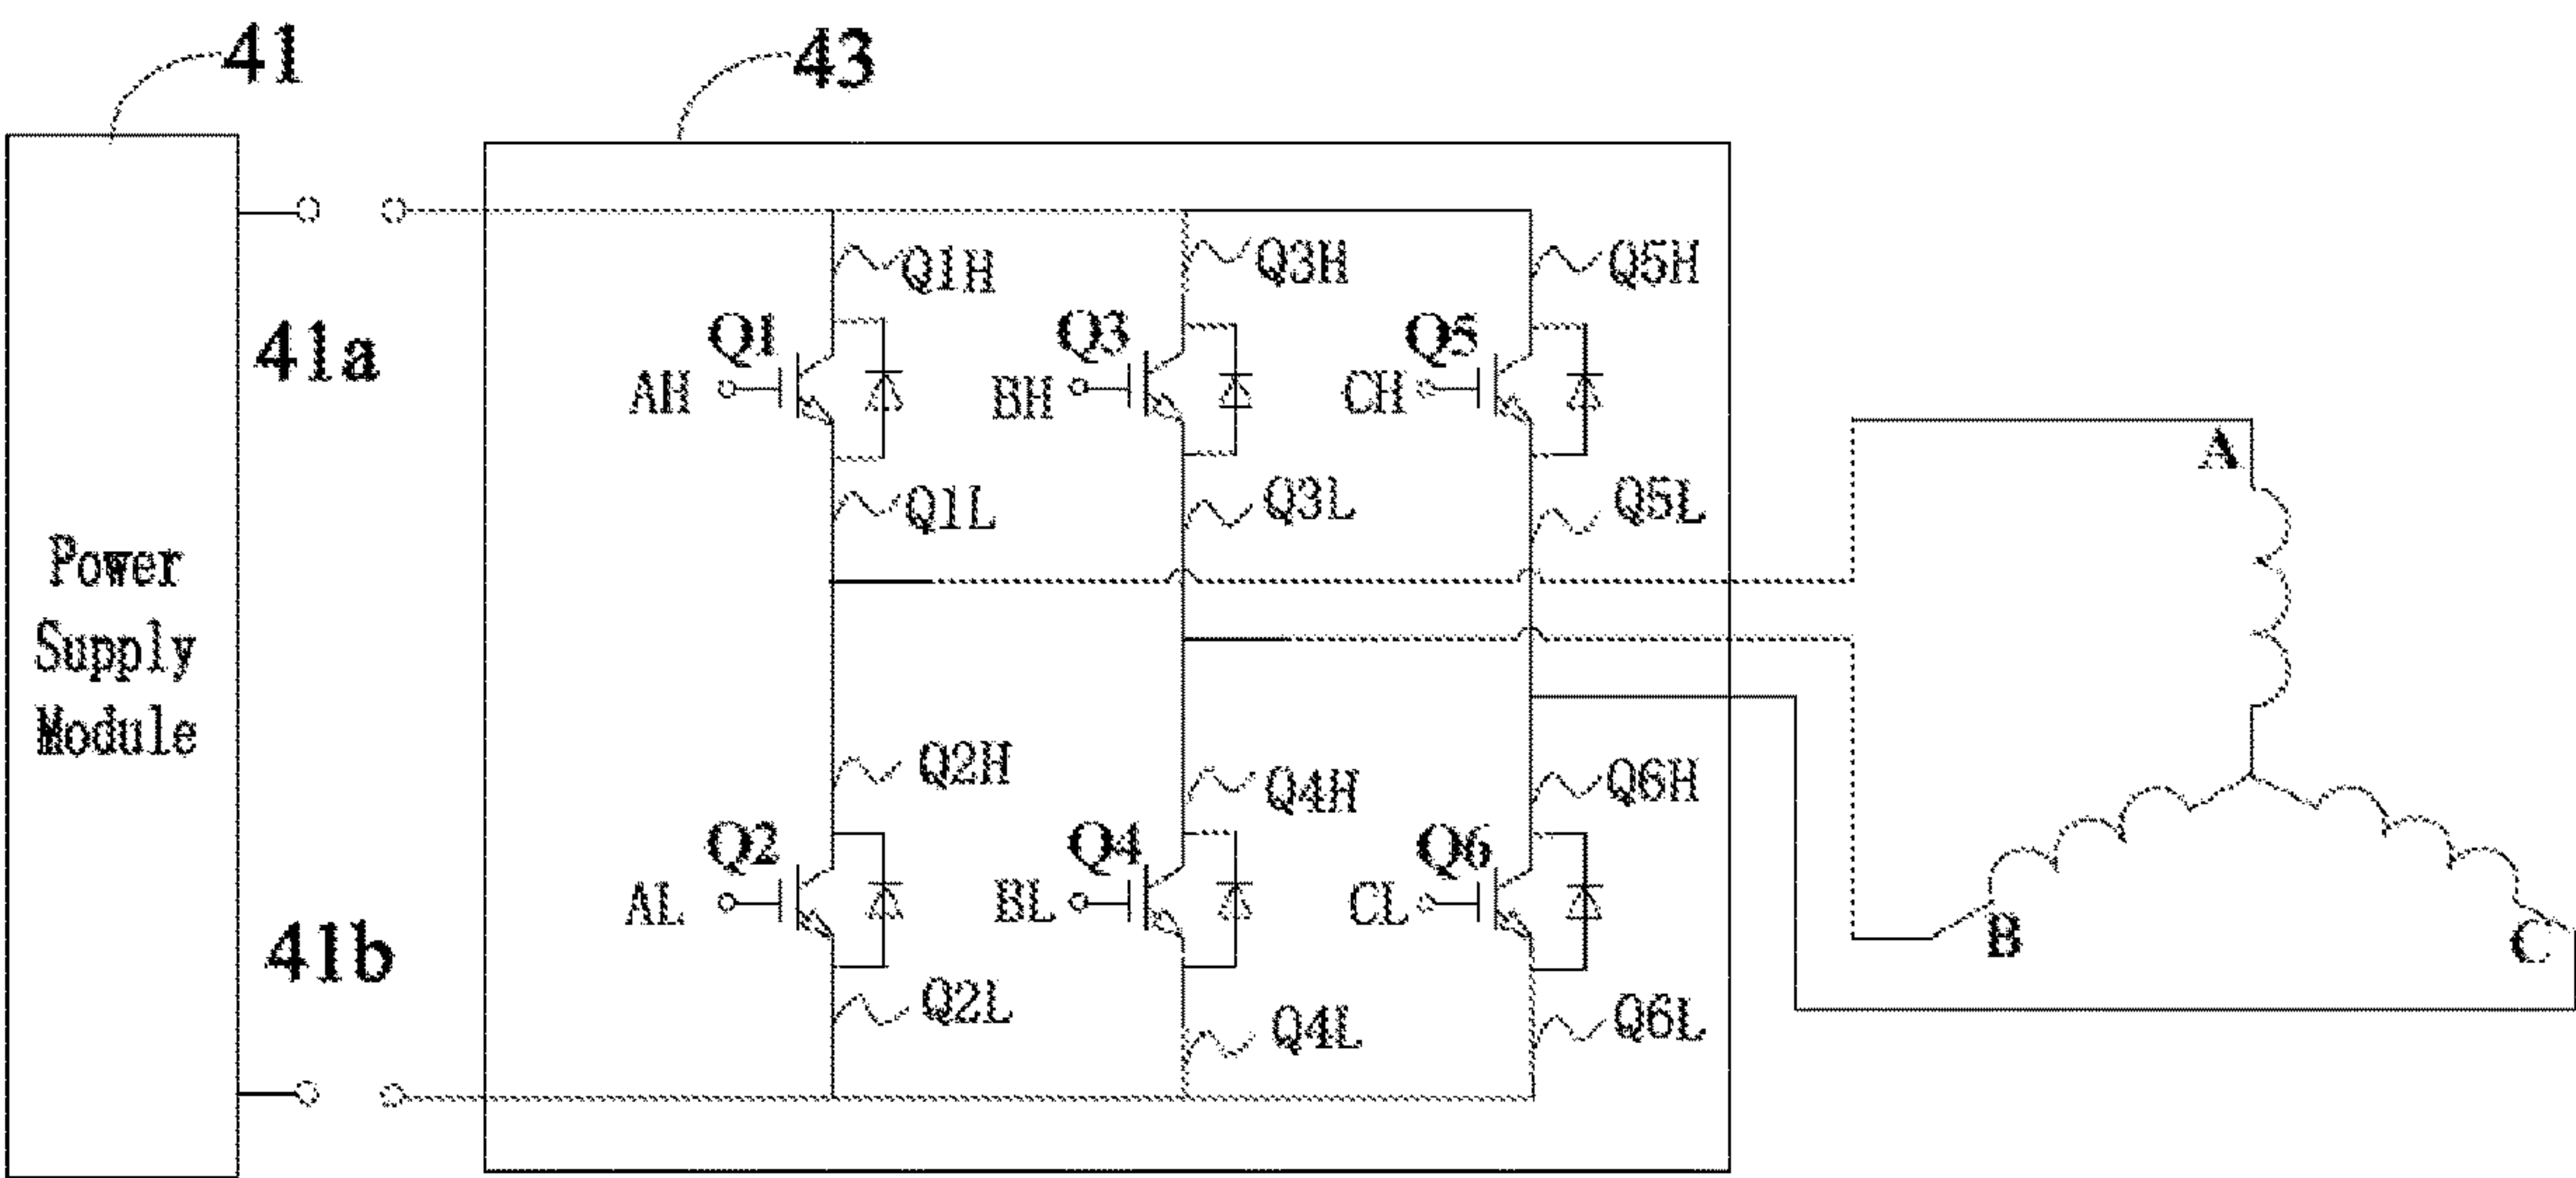 41
43
41a
Q1H
Q3H
Q5H
Q1
Q3
Q5
AH
BH
CH
A
Q1L
Q3L
Q5L
Power
Supply
Module
Q2H
Q4H
Q6H
Q2
Q4
Q6
AL
BL
CL
B
C
41b
Q2L
Q4L
Q6L